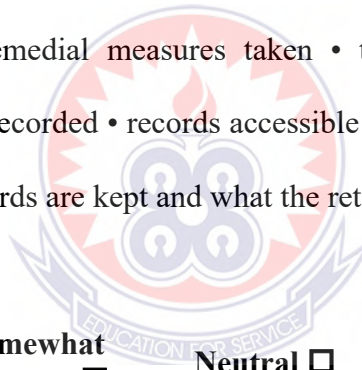 emedial measures taken • t
ecorded • records accessible
rds are kept and what the ret
mewhat
Neutral □
EDUCATION FOR SERVICE